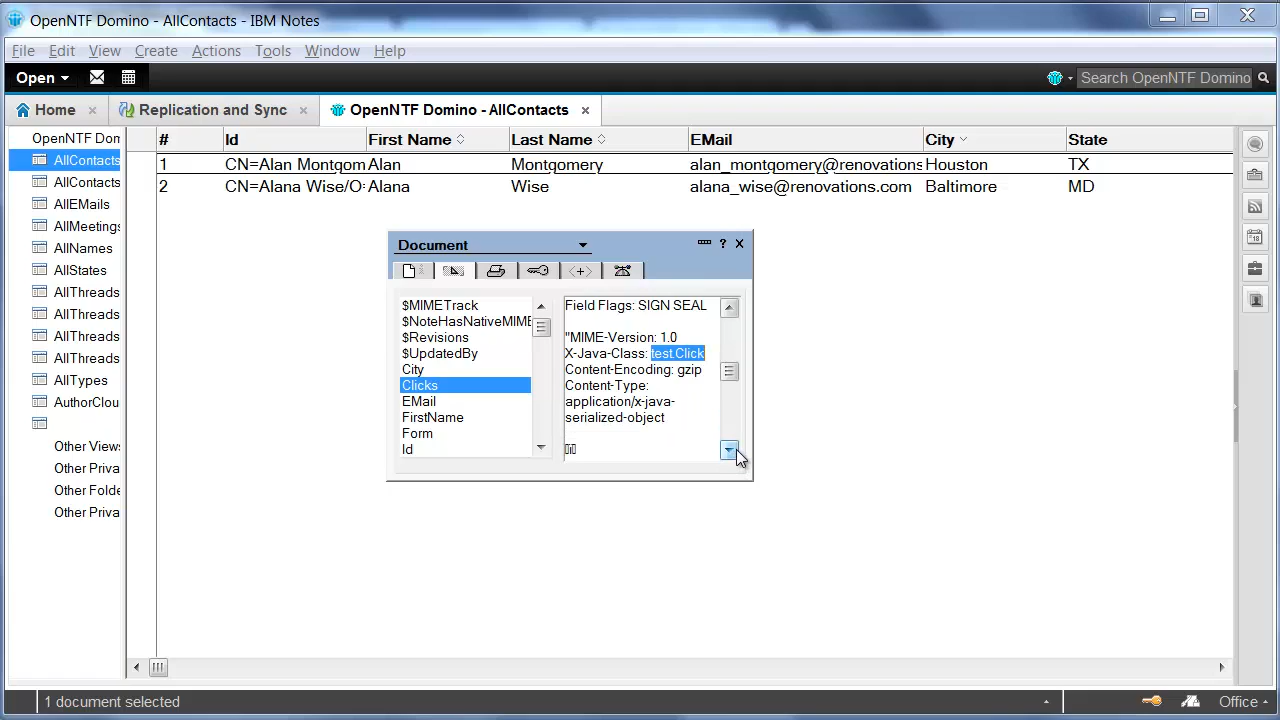 OpenNTF Domino - AllContacts - IBM Notes
File Edit View Create Actions Tools Window Help
Open
Search OpenNTF Domino
Home
Replication and Sync
OpenNTF Domino - AllContacts
OpenNTF Dom
AllContacts
AllContacts
AllEMails
AllMeetings
AllNames
AllStates
AllThreads
AllThreads
AllThreads
AllTypes
AuthorClou
Other Views
Other Priva
Other Folde
Other Priva
# Id First Name Last Name EMail City State
1 CN=Alan Montgom Alan Montgomery alan_montgomery@renovations Houston TX
2 CN=Alana Wise/O Alana Wise alana_wise@renovations.com Baltimore MD
Document
?
$MIMETrack
$NoteHasNativeMIME
$Revisions
$UpdatedBy
City
Clicks
EMail
FirstName
Form
Id
Field Flags: SIGN SEAL
"MIME-Version: 1.0
X-Java-Class: test.Click
Content-Encoding: gzip
Content-Type:
application/x-java-
serialized-object
1 document selected
Office